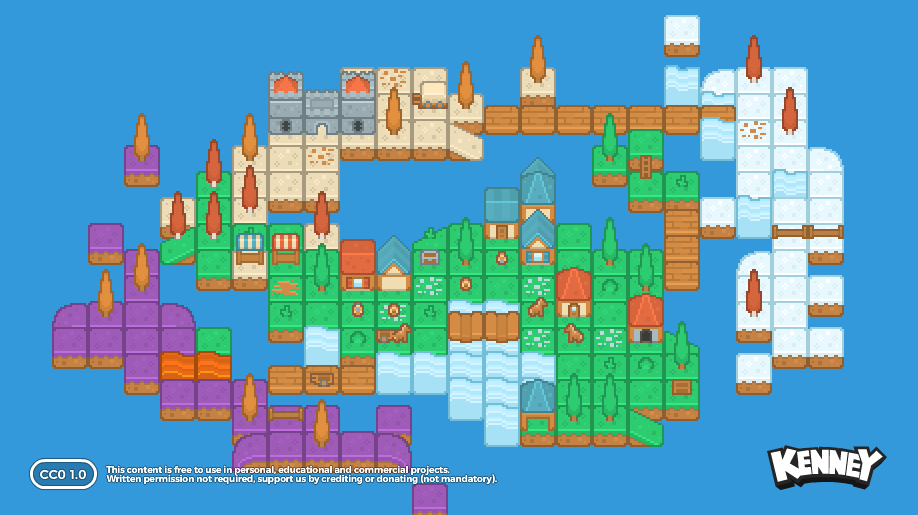 CC0 1.0
This content is free to use in personal, educational and commercial projects.
Written permission not required, support us by crediting or donating (not mandatory).
KENNEY